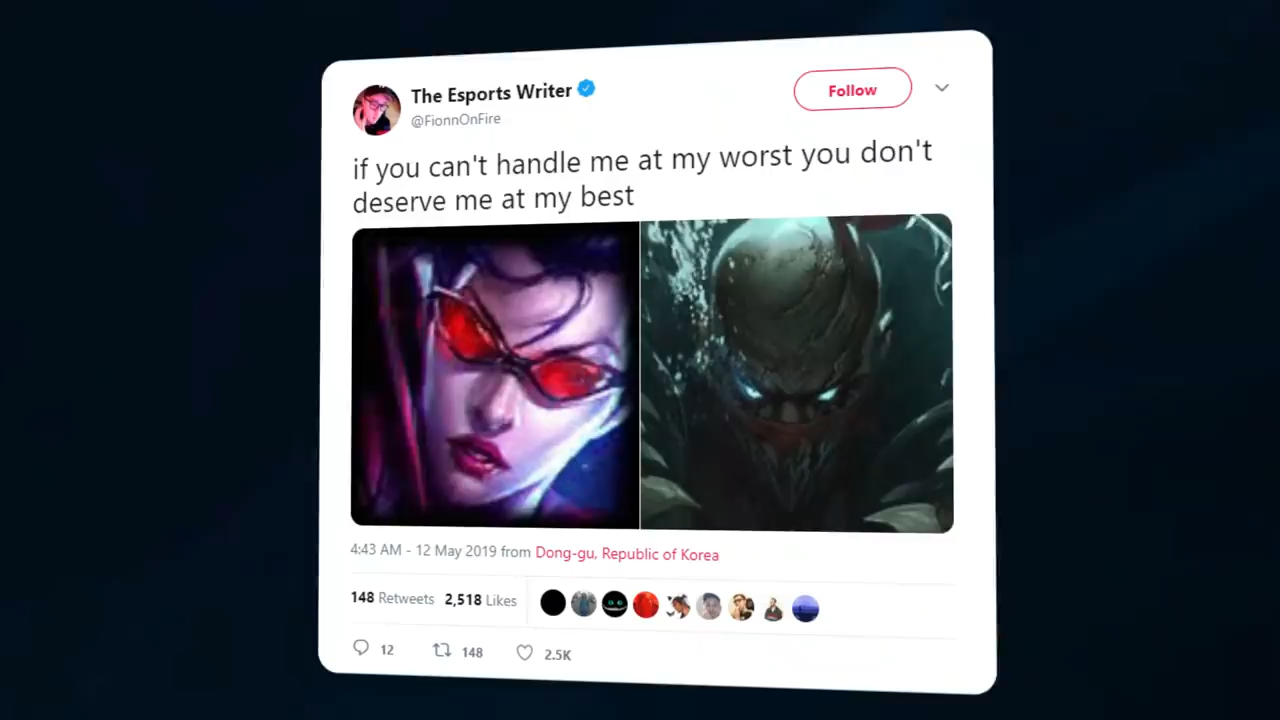 The Esports Writer
Follow
@FionnOnFire
if you can't handle me at my worst you don't
deserve me at my best
4:43 AM - 12 May 2019 from Dong-gu, Republic of Korea
148 Retweets 2,518 Likes
12 148 2.5K